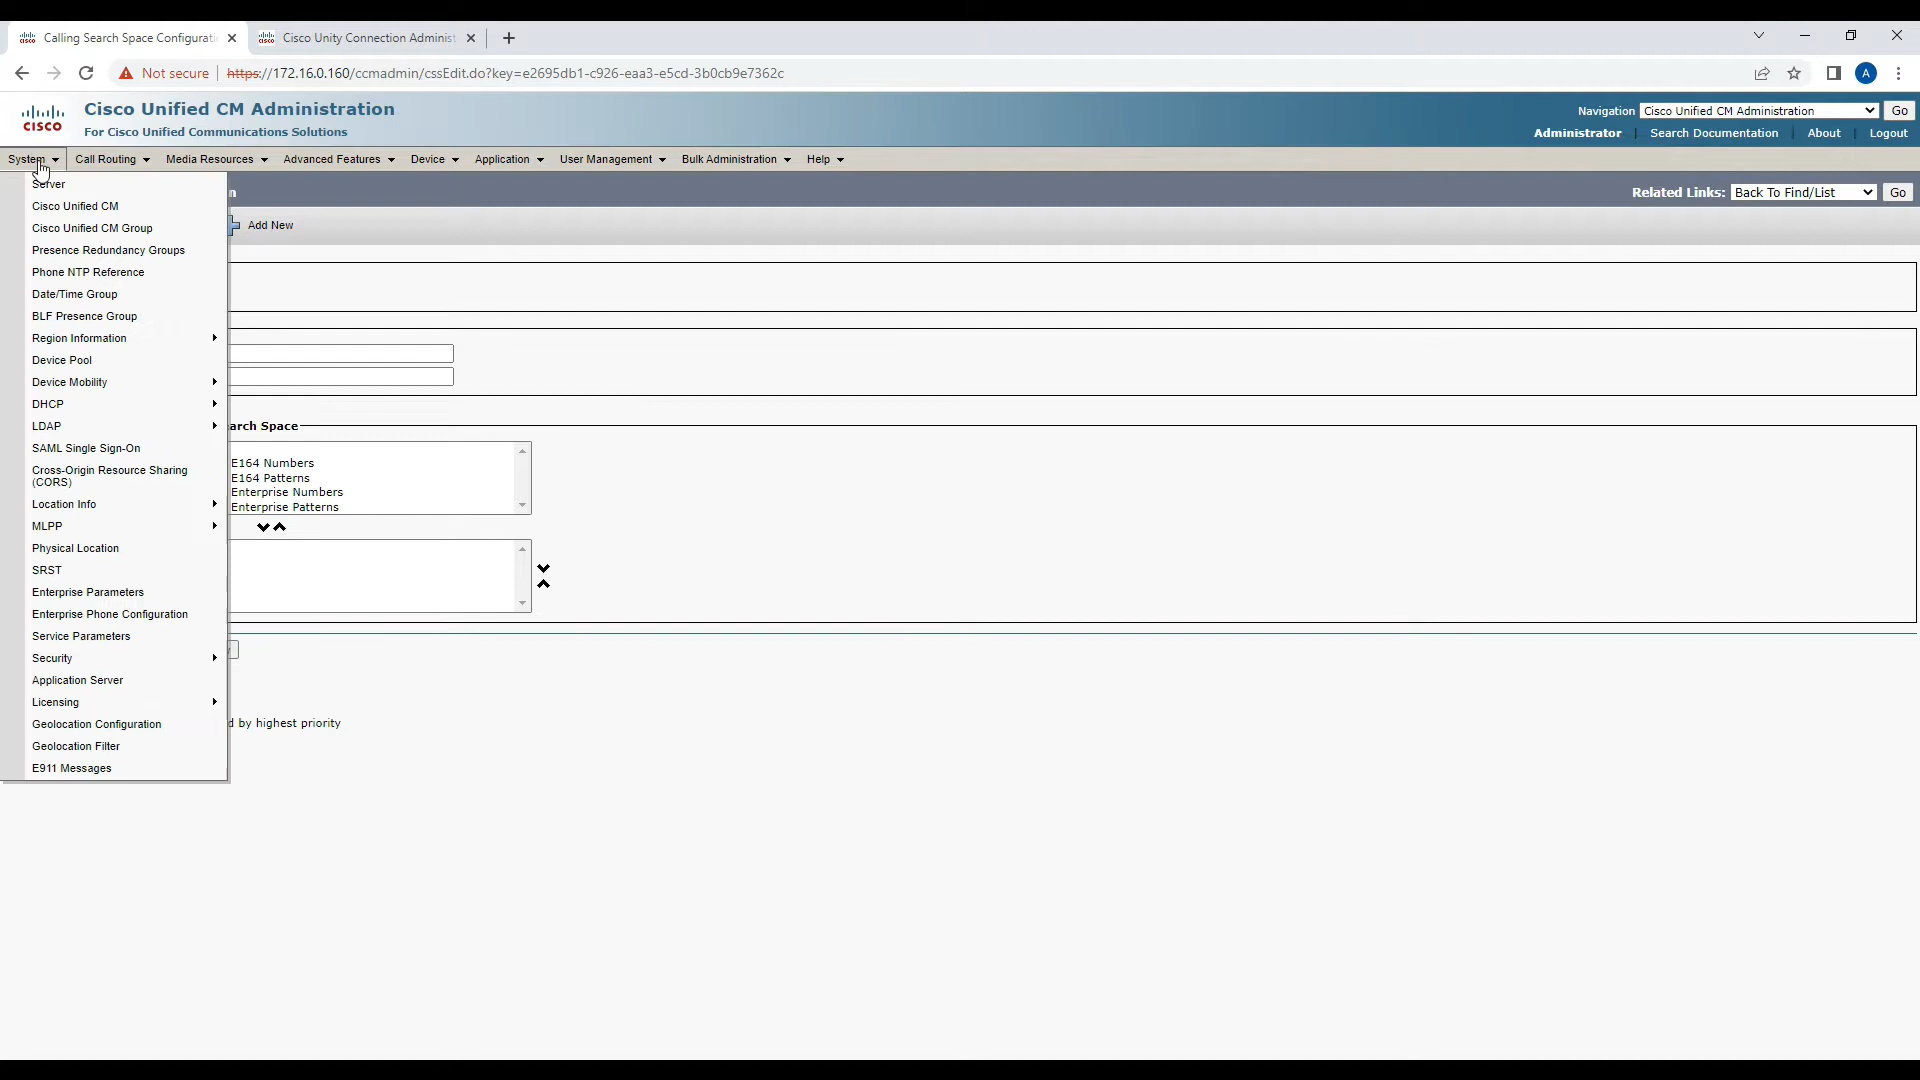 Calling Search Space Configurati
Cisco Unity Connection Administ
Not secure https://172.16.0.160/ccmadmin/cssEdit.do?key=e2695db1-c926-eaa3-e5cd-3b0cb9e7362c
A
CISCO
Cisco Unified CM Administration
For Cisco Unified Communications Solutions
Navigation Cisco Unified CM Administration Go
Administrator | Search Documentation | About | Logout
System Call Routing Media Resources Advanced Features Device Application User Management Bulk Administration Help
n
Related Links: Back To Find/List Go
Add New
Server
Cisco Unified CM
Cisco Unified CM Group
Presence Redundancy Groups
Phone NTP Reference
Date/Time Group
BLF Presence Group
Region Information
Device Pool
Device Mobility
DHCP
LDAP
SAML Single Sign-On
Cross-Origin Resource Sharing
(CORS)
Location Info
MLPP
Physical Location
SRST
Enterprise Parameters
Enterprise Phone Configuration
Service Parameters
Security
Application Server
Licensing
Geolocation Configuration
Geolocation Filter
E911 Messages
arch Space
E164 Numbers
E164 Patterns
Enterprise Numbers
Enterprise Patterns
d by highest priority